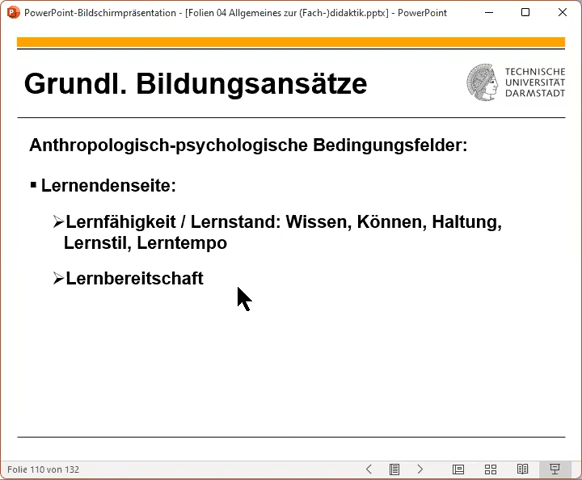 PowerPoint-Bildschirmpräsentation - [Folien 04 Allgemeines zur (Fach-)didaktik.pptx] - PowerPoint
Grundl. Bildungsansätze
TECHNISCHE
UNIVERSITÄT
DARMSTADT
Anthropologisch-psychologische Bedingungsfelder:
▪ Lernendenseite:
➢Lernfähigkeit / Lernstand: Wissen, Können, Haltung,
Lernstil, Lerntempo
➢Lernbereitschaft
Folie 110 von 132